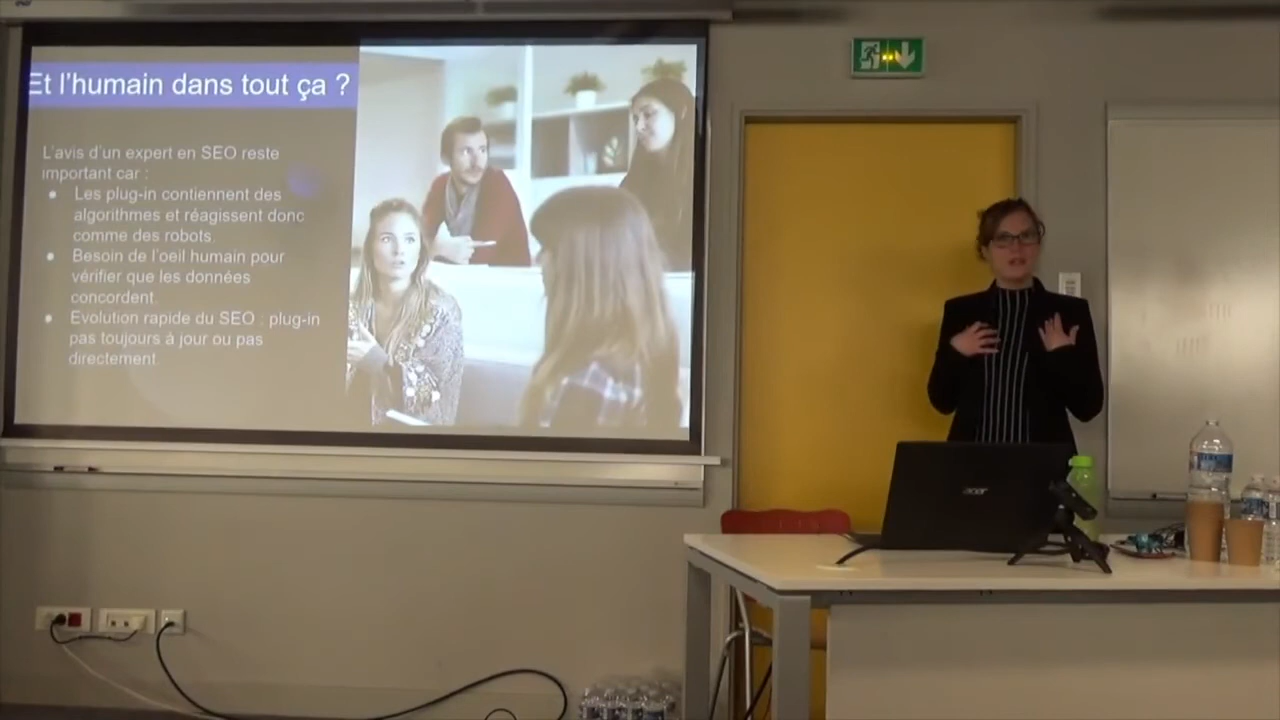 Et l'humain dans tout ça ?
L'avis d'un expert en SEO reste
important car :
● Les plug-in contiennent des
algorithmes et réagissent donc
comme des robots.
● Besoin de l'oeil humain pour
vérifier que les données
concordent.
● Evolution rapide du SEO : plug-in
pas toujours à jour ou pas
directement.
acer